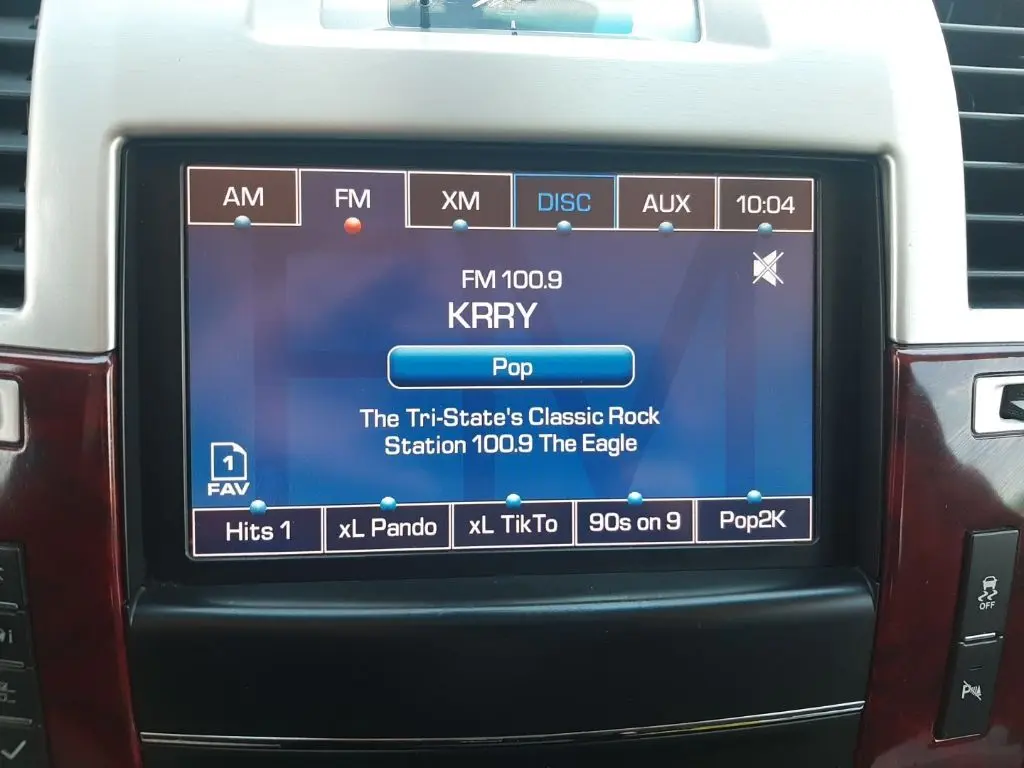 AM FM XM DISC AUX 10:04
FM 100.9
KRRY
Pop
The Tri-State's Classic Rock
Station 100.9 The Eagle
1
FAV
Hits 1 xL Pando xL TikTo 90s on 9 Pop2K
OFF
P
i